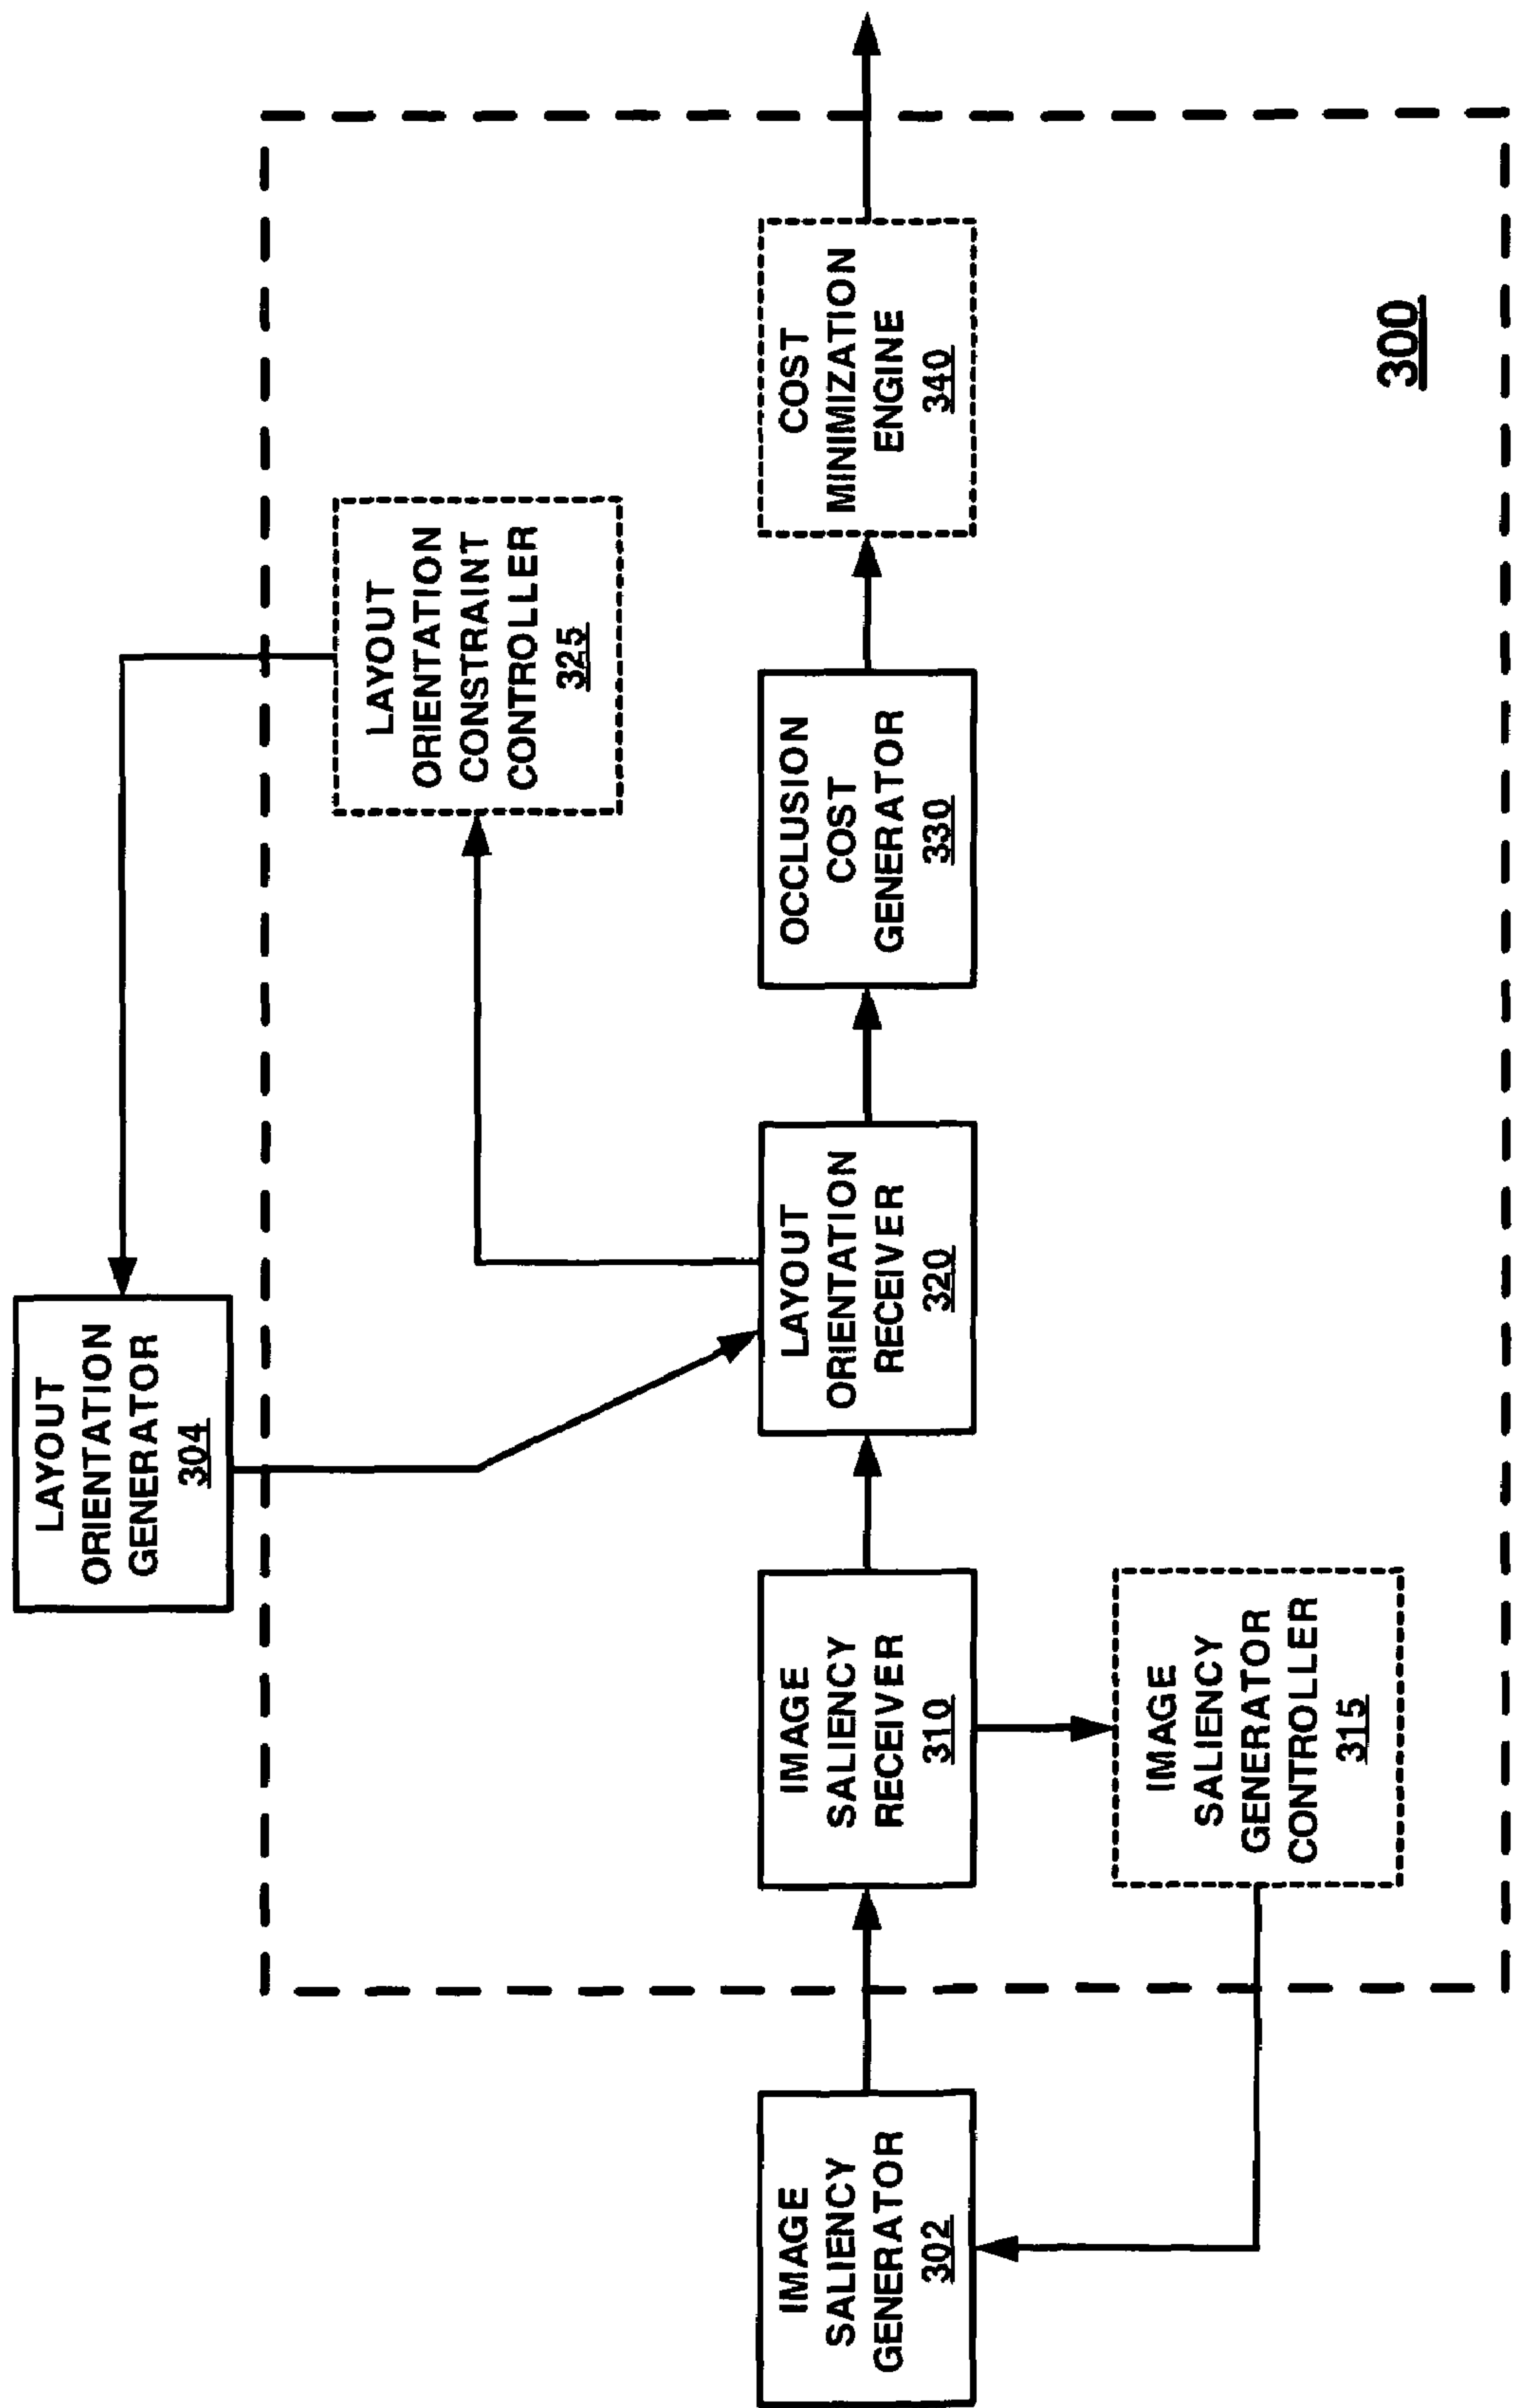 LAYOUT
ORIENTATION
GENERATOR
304
LAYOUT
ORIENTATION
CONSTRAINT
CONTROLLER
325
IMAGE
SALIENCY
GENERATOR
302
IMAGE
SALIENCY
RECEIVER
310
LAYOUT
ORIENTATION
RECEIVER
320
OCCLUSION
COST
GENERATOR
330
COST
MINIMIZATION
ENGINE
340
IMAGE
SALIENCY
GENERATOR
CONTROLLER
315
300